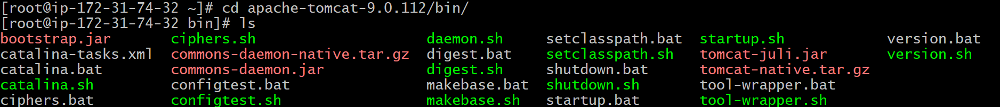 [root@ip-172-31-74-32 ~]# cd apache-tomcat-9.0.112/bin/
[root@ip-172-31-74-32 bin]# ls
bootstrap.jar ciphers.sh daemon.sh setclasspath.bat startup.sh version.bat
catalina-tasks.xml commons-daemon-native.tar.gz digest.bat setclasspath.sh tomcat-juli.jar version.sh
catalina.bat commons-daemon.jar digest.sh shutdown.bat tomcat-native.tar.gz
catalina.sh configtest.bat makebase.bat shutdown.sh tool-wrapper.bat
ciphers.bat configtest.sh makebase.sh startup.bat tool-wrapper.sh